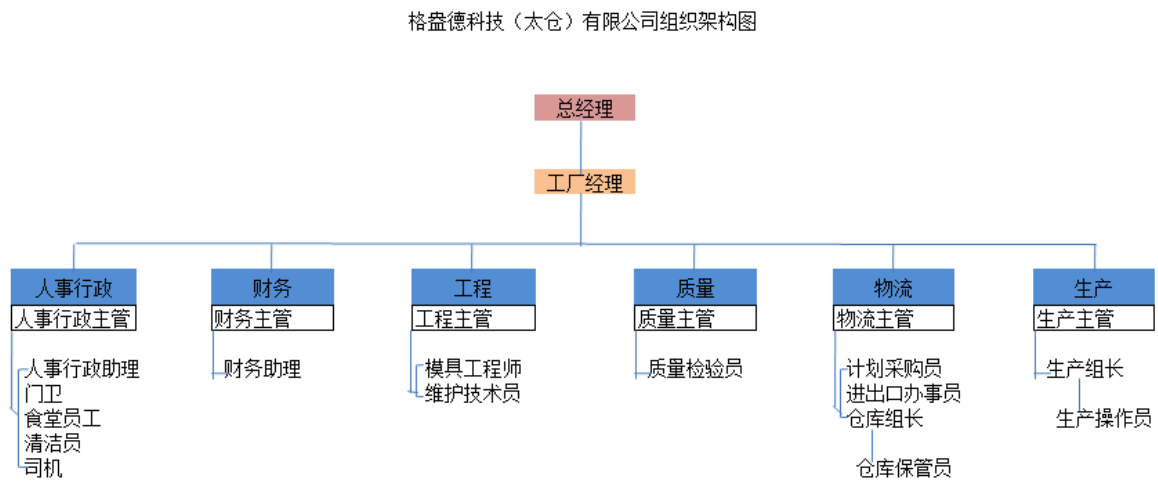 格盎德科技（太仓）有限公司组织架构图
总经理
工厂经理
人事行政 财务 工程 质量 物流 生产
人事行政主管 财务主管 工程主管 质量主管 物流主管 生产主管
人事行政助理 财务助理 模具工程师 质量检验员 计划采购员 生产组长
门卫 维护技术员 进出口办事员
食堂员工 仓库组长 生产操作员
清洁员
司机 仓库保管员